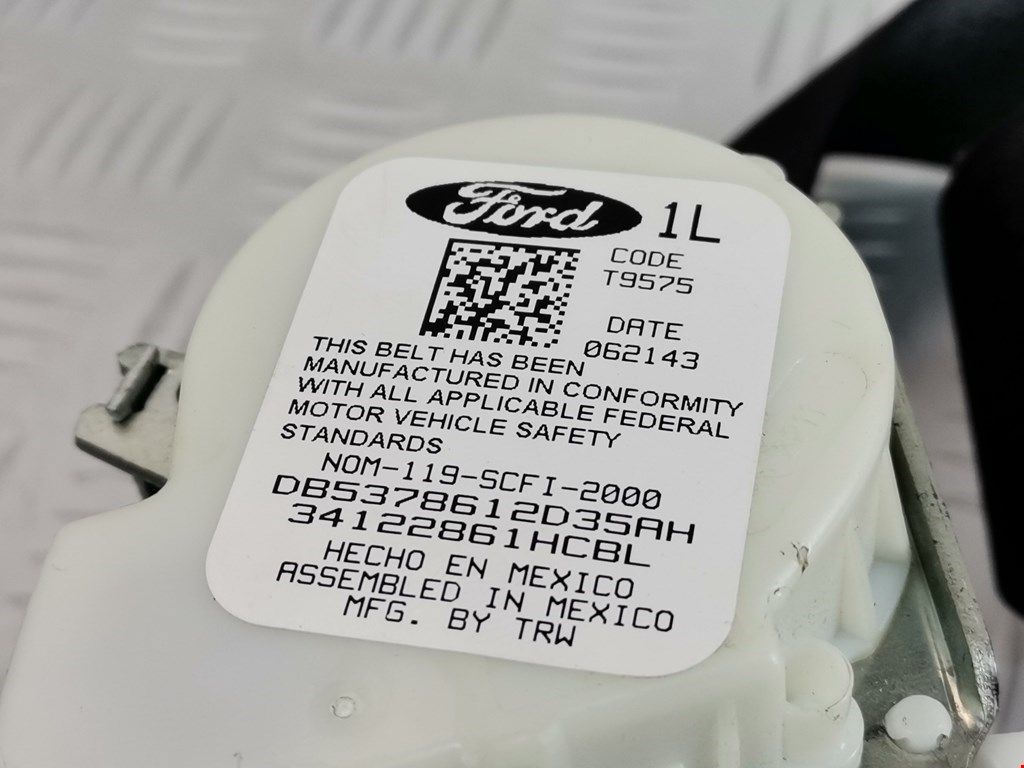 Ford
1L
CODE
T9575
DATE
062143
THIS BELT HAS BEEN
MANUFACTURED IN CONFORMITY
WITH ALL APPLICABLE FEDERAL
MOTOR VEHICLE SAFETY
STANDARDS
NOM-119-SCFI-2000
DB5378612D35AH
34122861HCBL
HECHO EN MEXICO
ASSEMBLED IN MEXICO
MFG. BY TRW